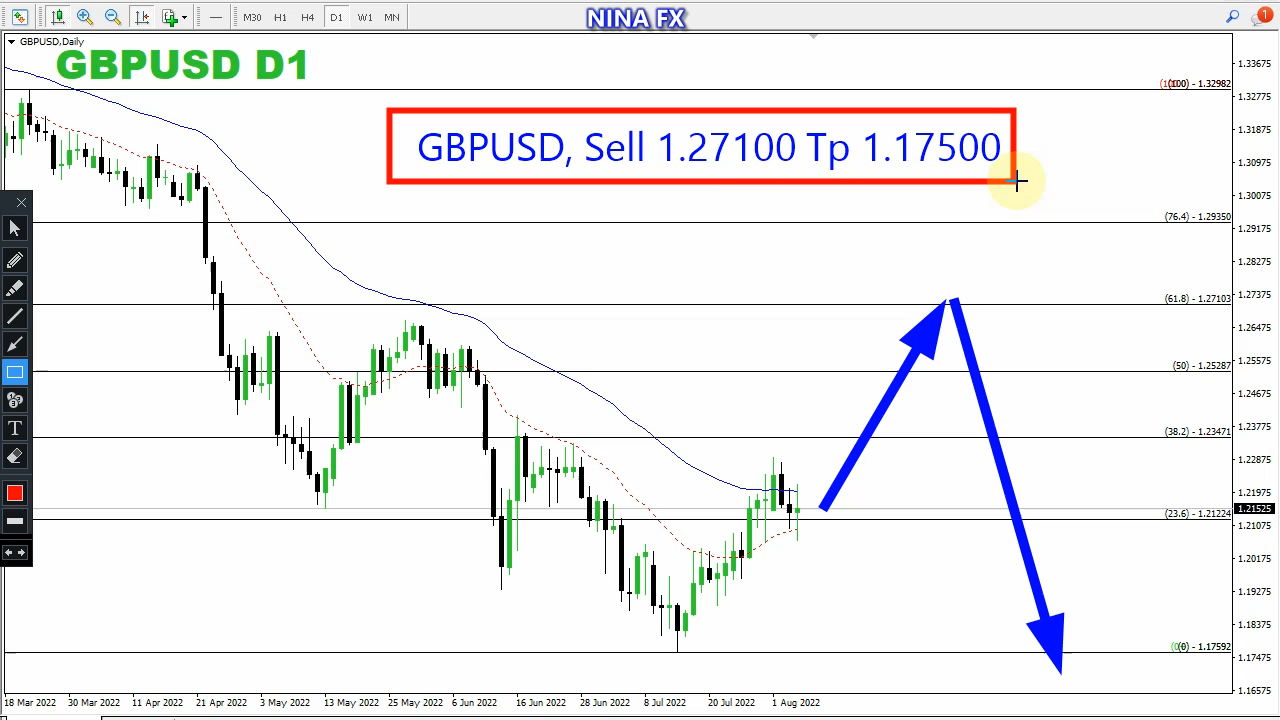 M30 H1 H4 D1 W1 MN
NINA FX
1
GBPUSD,Daily
GBPUSD D1
GBPUSD, Sell 1.27100 Tp 1.17500
1.33675
(100) - 1.32982
1.32775
1.31875
1.30975
1.30075
(76.4) - 1.29350
1.29175
1.28275
1.27375
(61.8) - 1.27103
1.26475
1.25575
(50) - 1.25287
1.24675
1.23775
(38.2) - 1.23471
1.22875
1.21975
1.21525
(23.6) - 1.21224
1.21075
1.20175
1.19275
1.18375
(0) - 1.17592
1.17475
1.16575
T
18 Mar 2022 30 Mar 2022 11 Apr 2022 21 Apr 2022 3 May 2022 13 May 2022 25 May 2022 6 Jun 2022 16 Jun 2022 28 Jun 2022 8 Jul 2022 20 Jul 2022 1 Aug 2022